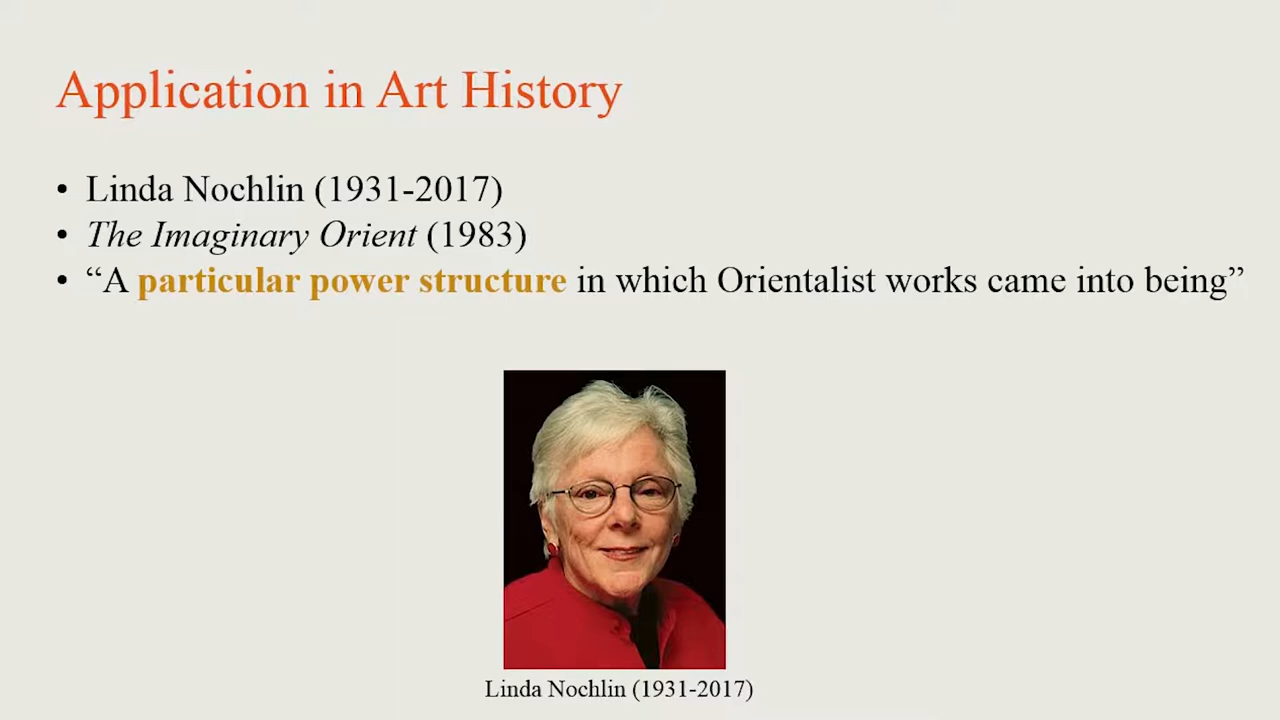 Application in Art History
• Linda Nochlin (1931-2017)
• The Imaginary Orient (1983)
• “A particular power structure in which Orientalist works came into being”
Linda Nochlin (1931-2017)